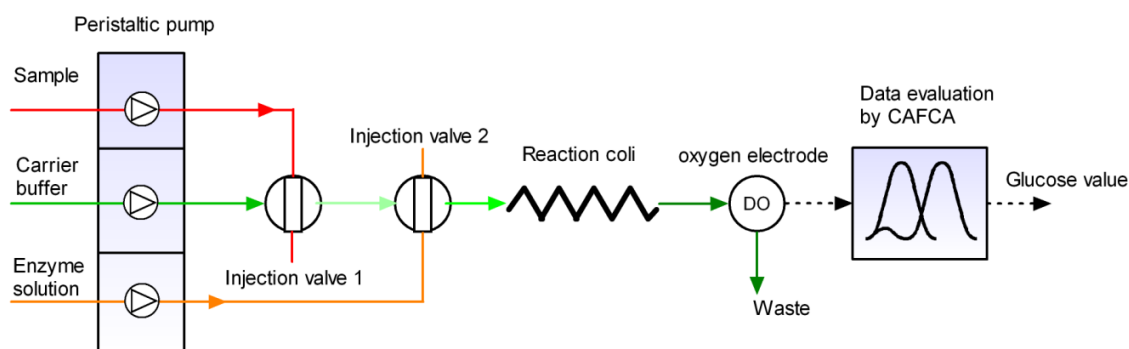 Peristaltic pump
Sample
Carrier
buffer
Enzyme
solution
Injection valve 1
Injection valve 2
Reaction coli
oxygen electrode
DO
Waste
Data evaluation
by CAFCA
Glucose value